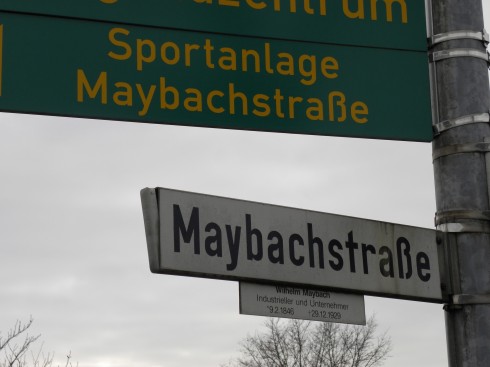 Sportanlage
Maybachstraße
Maybachstraße
Wilhelm Maybach
Industrieller und Unternehmer
*9.2.1846 †29.12.1929